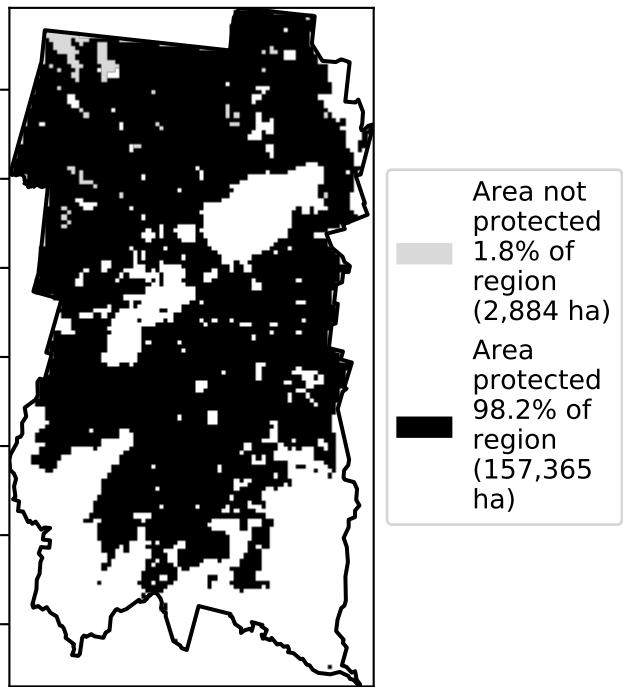 Area not
protected
1.8% of
region
(2,884 ha)
Area
protected
98.2% of
region
(157,365
ha)